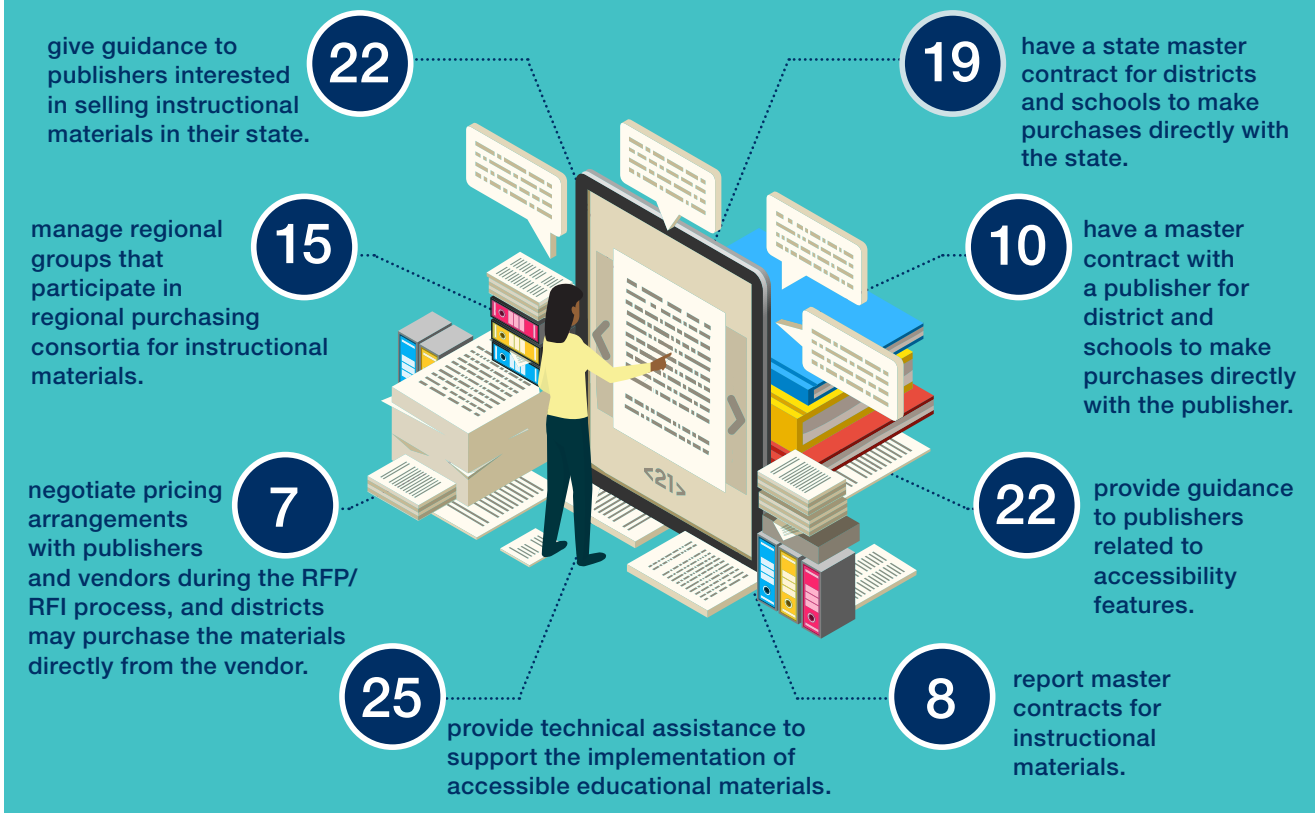 22
give guidance to
publishers interested
in selling instructional
materials in their state.
19
have a state master
contract for districts
and schools to make
purchases directly with
the state.
15
manage regional
groups that
participate in
regional purchasing
consortia for instructional
materials.
10
have a master
contract with
a publisher for
district and
schools to make
purchases directly
with the publisher.
7
negotiate pricing
arrangements
with publishers
and vendors during the RFP/
RFI process, and districts
may purchase the materials
directly from the vendor.
<21>
22
provide guidance
to publishers
related to
accessibility
features.
25
provide technical assistance to
support the implementation of
accessible educational materials.
8
report master
contracts for
instructional
materials.